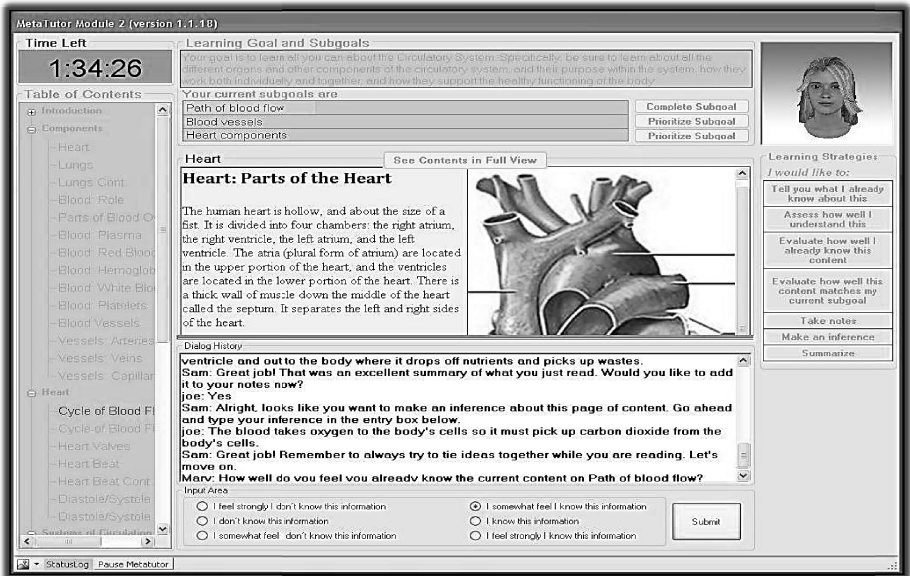 MetaTutor Module 2 (version 1.1.18)
Time Left
1:34:26
Table of Contents
Introduction
Components
Heart
Lungs
Lungs Cont.
Blood: Role
Parts of Blood O
Blood: Plasma
Blood: Red Blood
Blood: Hemoglob
Blood: White Blo
Blood: Platelets
Blood Vessels
Vessels: Arteries
Vessels: Veins
Vessels: Capillar
Heart
Cycle of Blood Fl
Cycle of Blood Fl
Heart Valves
Heart Beat
Heart Beat Cont
Diastole/Systole
Diastole/Systole
Systems of Circulation
Learning Goal and Subgoals
Your goal is to learn all you can about the Circulatory System. Specifically, be sure to learn about all the
different organs and other components of the circulatory system, and their purpose within the system, how they
work both individually and together, and how they support the healthy functioning of the body.
Your current subgoals are
Path of blood flow
Complete Subgoal
Blood vessels
Prioritize Subgoal
Heart components
Prioritize Subgoal
Heart
See Contents in Full View
Heart: Parts of the Heart
The human heart is hollow, and about the size of a
fist. It is divided into four chambers: the right atrium,
the right ventricle, the left atrium, and the left
ventricle. The atria (plural form of atrium) are located
in the upper portion of the heart, and the ventricles
are located in the lower portion of the heart. There is
a thick wall of muscle down the middle of the heart
called the septum. It separates the left and right sides
of the heart.
Dialog History
ventricle and out to the body where it drops off nutrients and picks up wastes.
Sam: Great job! That was an excellent summary of what you just read. Would you like to add
it to your notes now?
joe: Yes
Sam: Alright, looks like you want to make an inference about this page of content. Go ahead
and type your inference in the entry box below.
joe: The blood takes oxygen to the body's cells so it must pick up carbon dioxide from the
body's cells.
Sam: Great job! Remember to always try to tie ideas together while you are reading. Let's
move on.
Mary: How well do you feel you already know the current content on Path of blood flow?
Input Area
I feel strongly I don't know this information
I don't know this information
I somewhat feel I don't know this information
I somewhat feel I know this information
I know this information
I feel strongly I know this information
Submit
Learning Strategies
I would like to:
Tell you what I already
know about this
Assess how well I
understand this
Evaluate how well I
already know this
content
Evaluate how well this
content matches my
current subgoal
Take notes
Make an inference
Summarize
StatusLog
Pause Metatutor